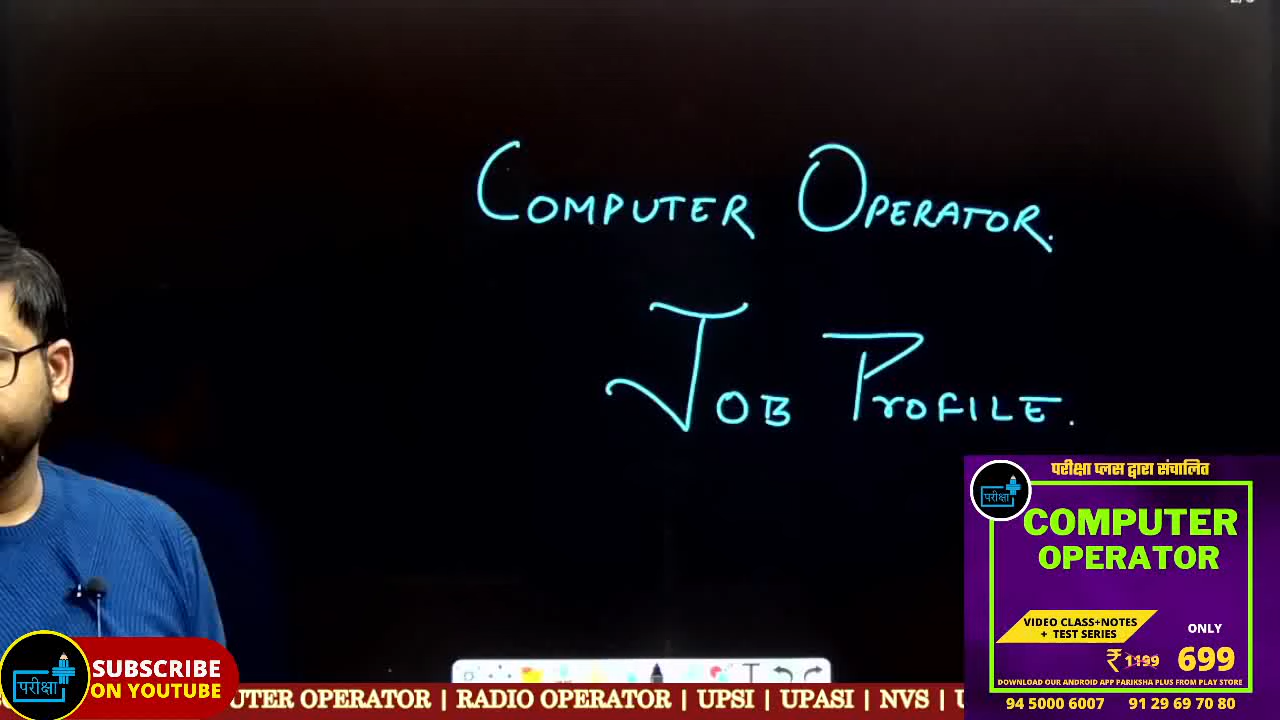 COMPUTER OPERATOR.
JOB PROFILE.
परीक्षा प्लस द्वारा संचालित
परीक्षा
COMPUTER
OPERATOR
VIDEO CLASS+NOTES
+ TEST SERIES
ONLY
₹ 1199 699
DOWNLOAD OUR ANDROID APP PARIKSHA PLUS FROM PLAY STORE
94 5000 6007 91 29 69 70 80
परीक्षा
SUBSCRIBE
ON YOUTUBE
UTER OPERATOR | RADIO OPERATOR | UPSI | UPASI | NVS | U